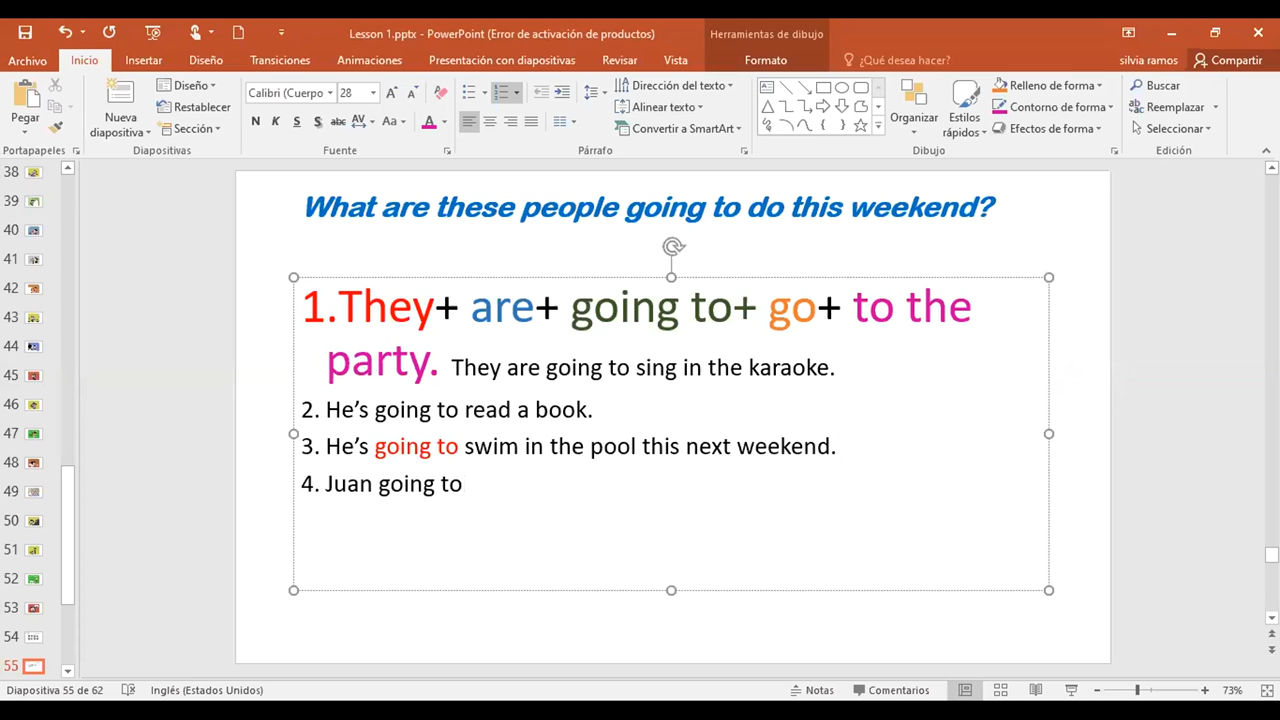 Lesson 1.pptx - PowerPoint (Error de activación de productos)
Herramientas de dibujo
Archivo Inicio Insertar Diseño Transiciones Animaciones Presentación con diapositivas Revisar Vista Formato ¿Qué desea hacer? silvia ramos Compartir
Pegar
Nueva diapositiva
Diseño
Restablecer
Sección
Calibri (Cuerpo) 28
N K S S abc AV Aa A
Dirección del texto
Alinear texto
Convertir a SmartArt
Organizar
Estilos rápidos
Relleno de forma
Contorno de forma
Efectos de forma
Buscar
Reemplazar
Seleccionar
Portapapeles Diapositivas Fuente Párrafo Dibujo Edición
38
39
40
41
42
43
44
45
46
47
48
49
50
51
52
53
54
55
What are these people going to do this weekend?
1.They+ are+ going to+ go+ to the
party. They are going to sing in the karaoke.
2. He’s going to read a book.
3. He’s going to swim in the pool this next weekend.
4. Juan going to
Diapositiva 55 de 62 Inglés (Estados Unidos) Notas Comentarios 73%